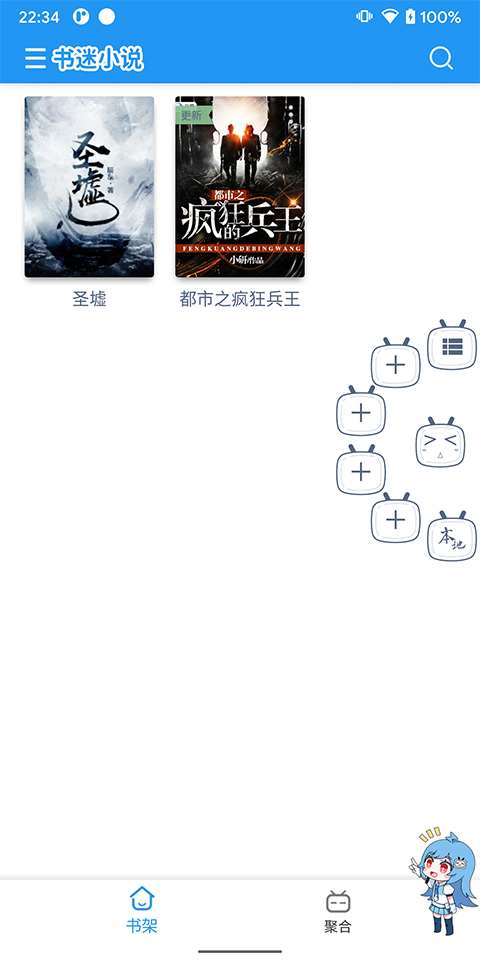 22:34
100%
书迷小说
更新
圣墟
辰东·著
都市之
疯狂的兵王
FENGKUANGDEBINGWANG
小研作品
圣墟
都市之疯狂兵王
本地
书架
聚合